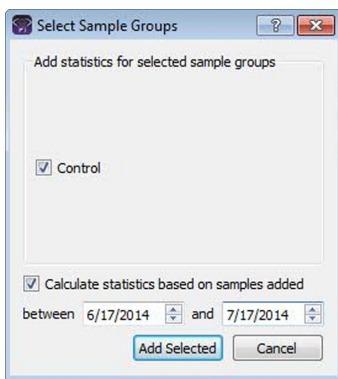 Select Sample Groups
Add statistics for selected sample groups
Control
Calculate statistics based on samples added
between 6/17/2014 and 7/17/2014
Add Selected Cancel